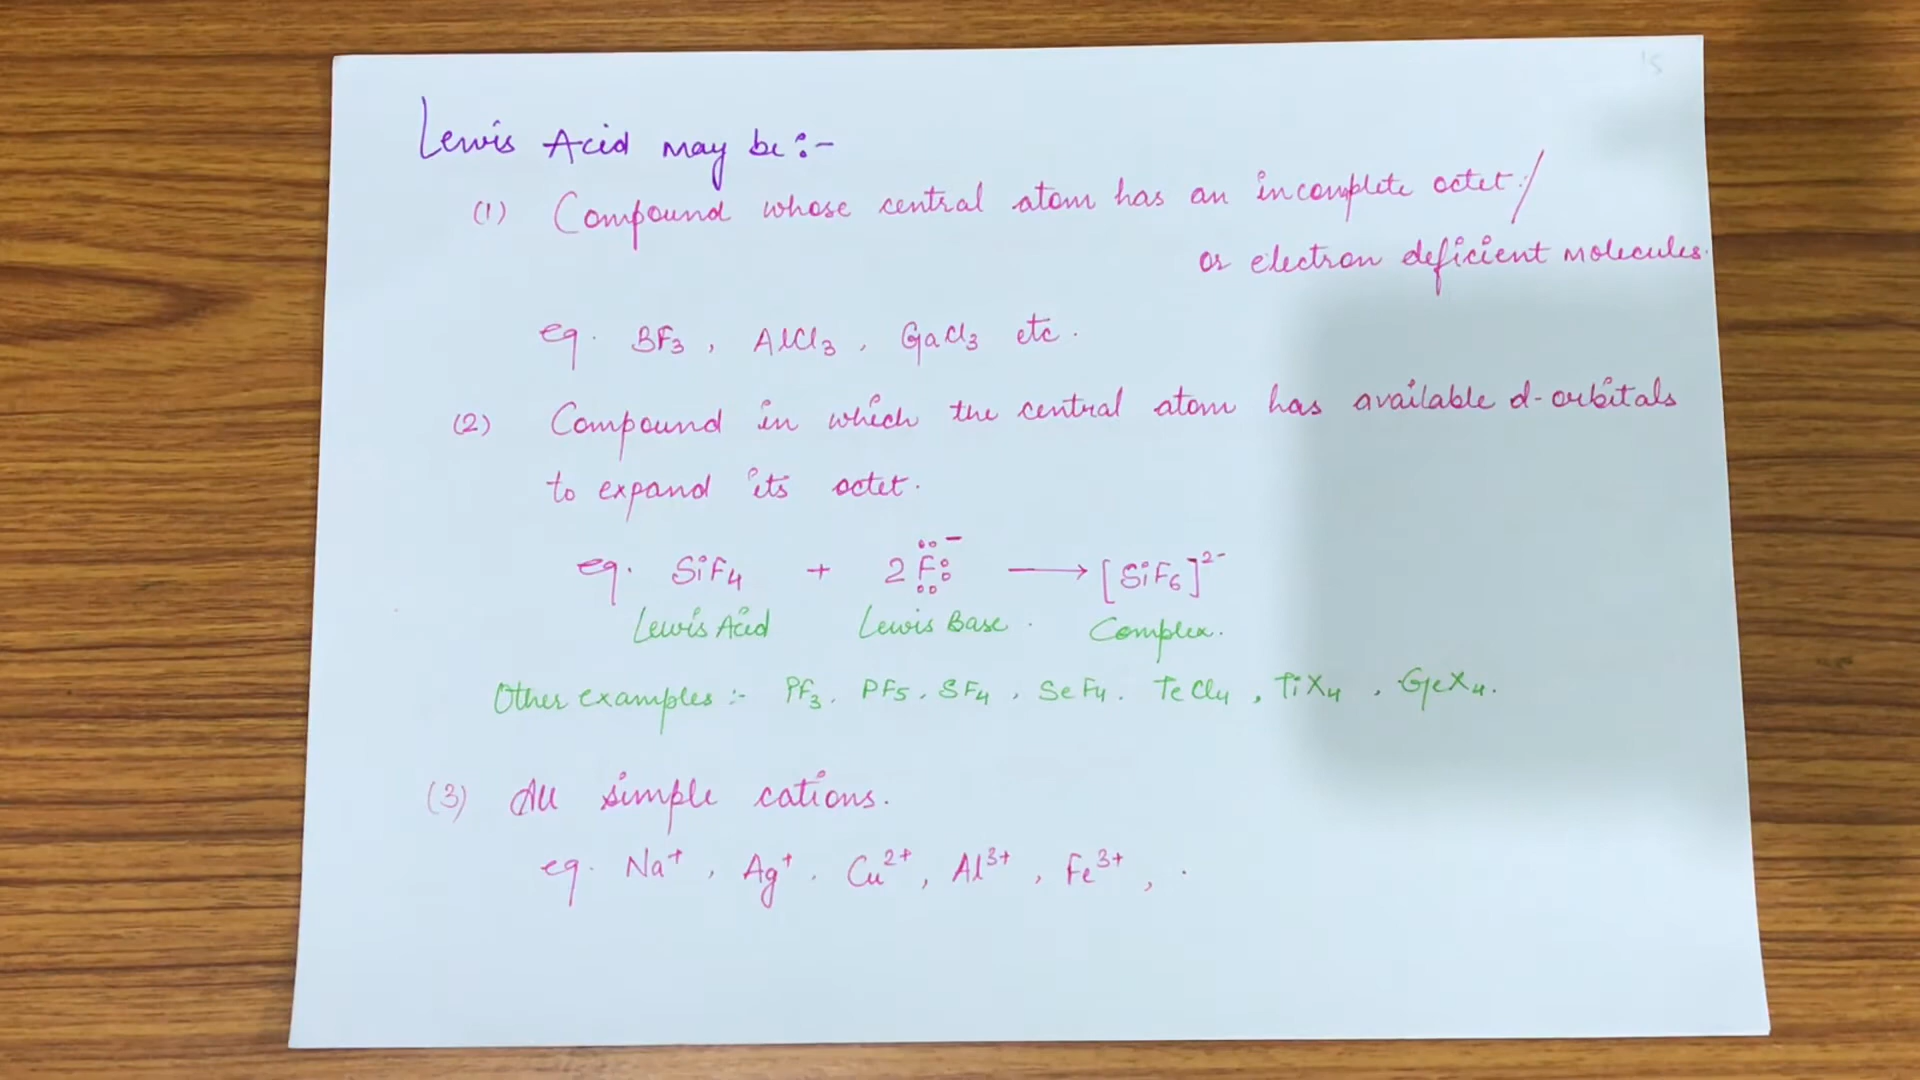 15
Lewis Acid may be :-
(1) Compound whose central atom has an incomplete octet. /
or electron deficient molecules.
eg. BF₃, AlCl₃, GaCl₃ etc.
(2) Compound in which the central atom has available d-orbitals
to expand its octet.
eg. SiF₄ + 2F̈:⁻ ⟶ [SiF₆]²⁻
Lewis Acid Lewis Base. Complex.
Other examples :- PF₃, PF₅, SF₄, SeF₄. TeCl₄, TiX₄, GeX₄.
(3) All simple cations.
eg. Na⁺, Ag⁺. Cu²⁺, Al³⁺, Fe³⁺, .